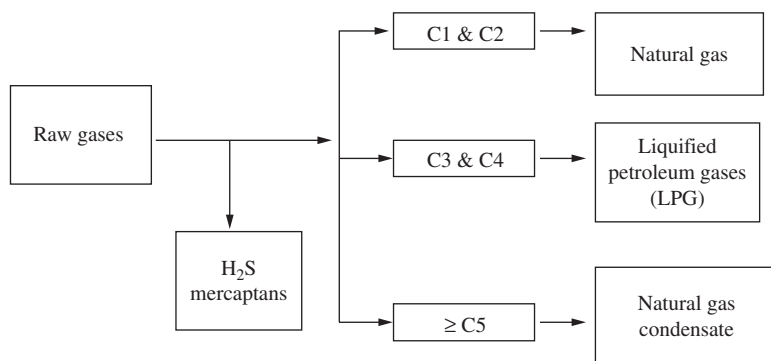 Raw gases
H₂S
mercaptans
C1 & C2
Natural gas
C3 & C4
Liquified
petroleum gases
(LPG)
≥ C5
Natural gas
condensate